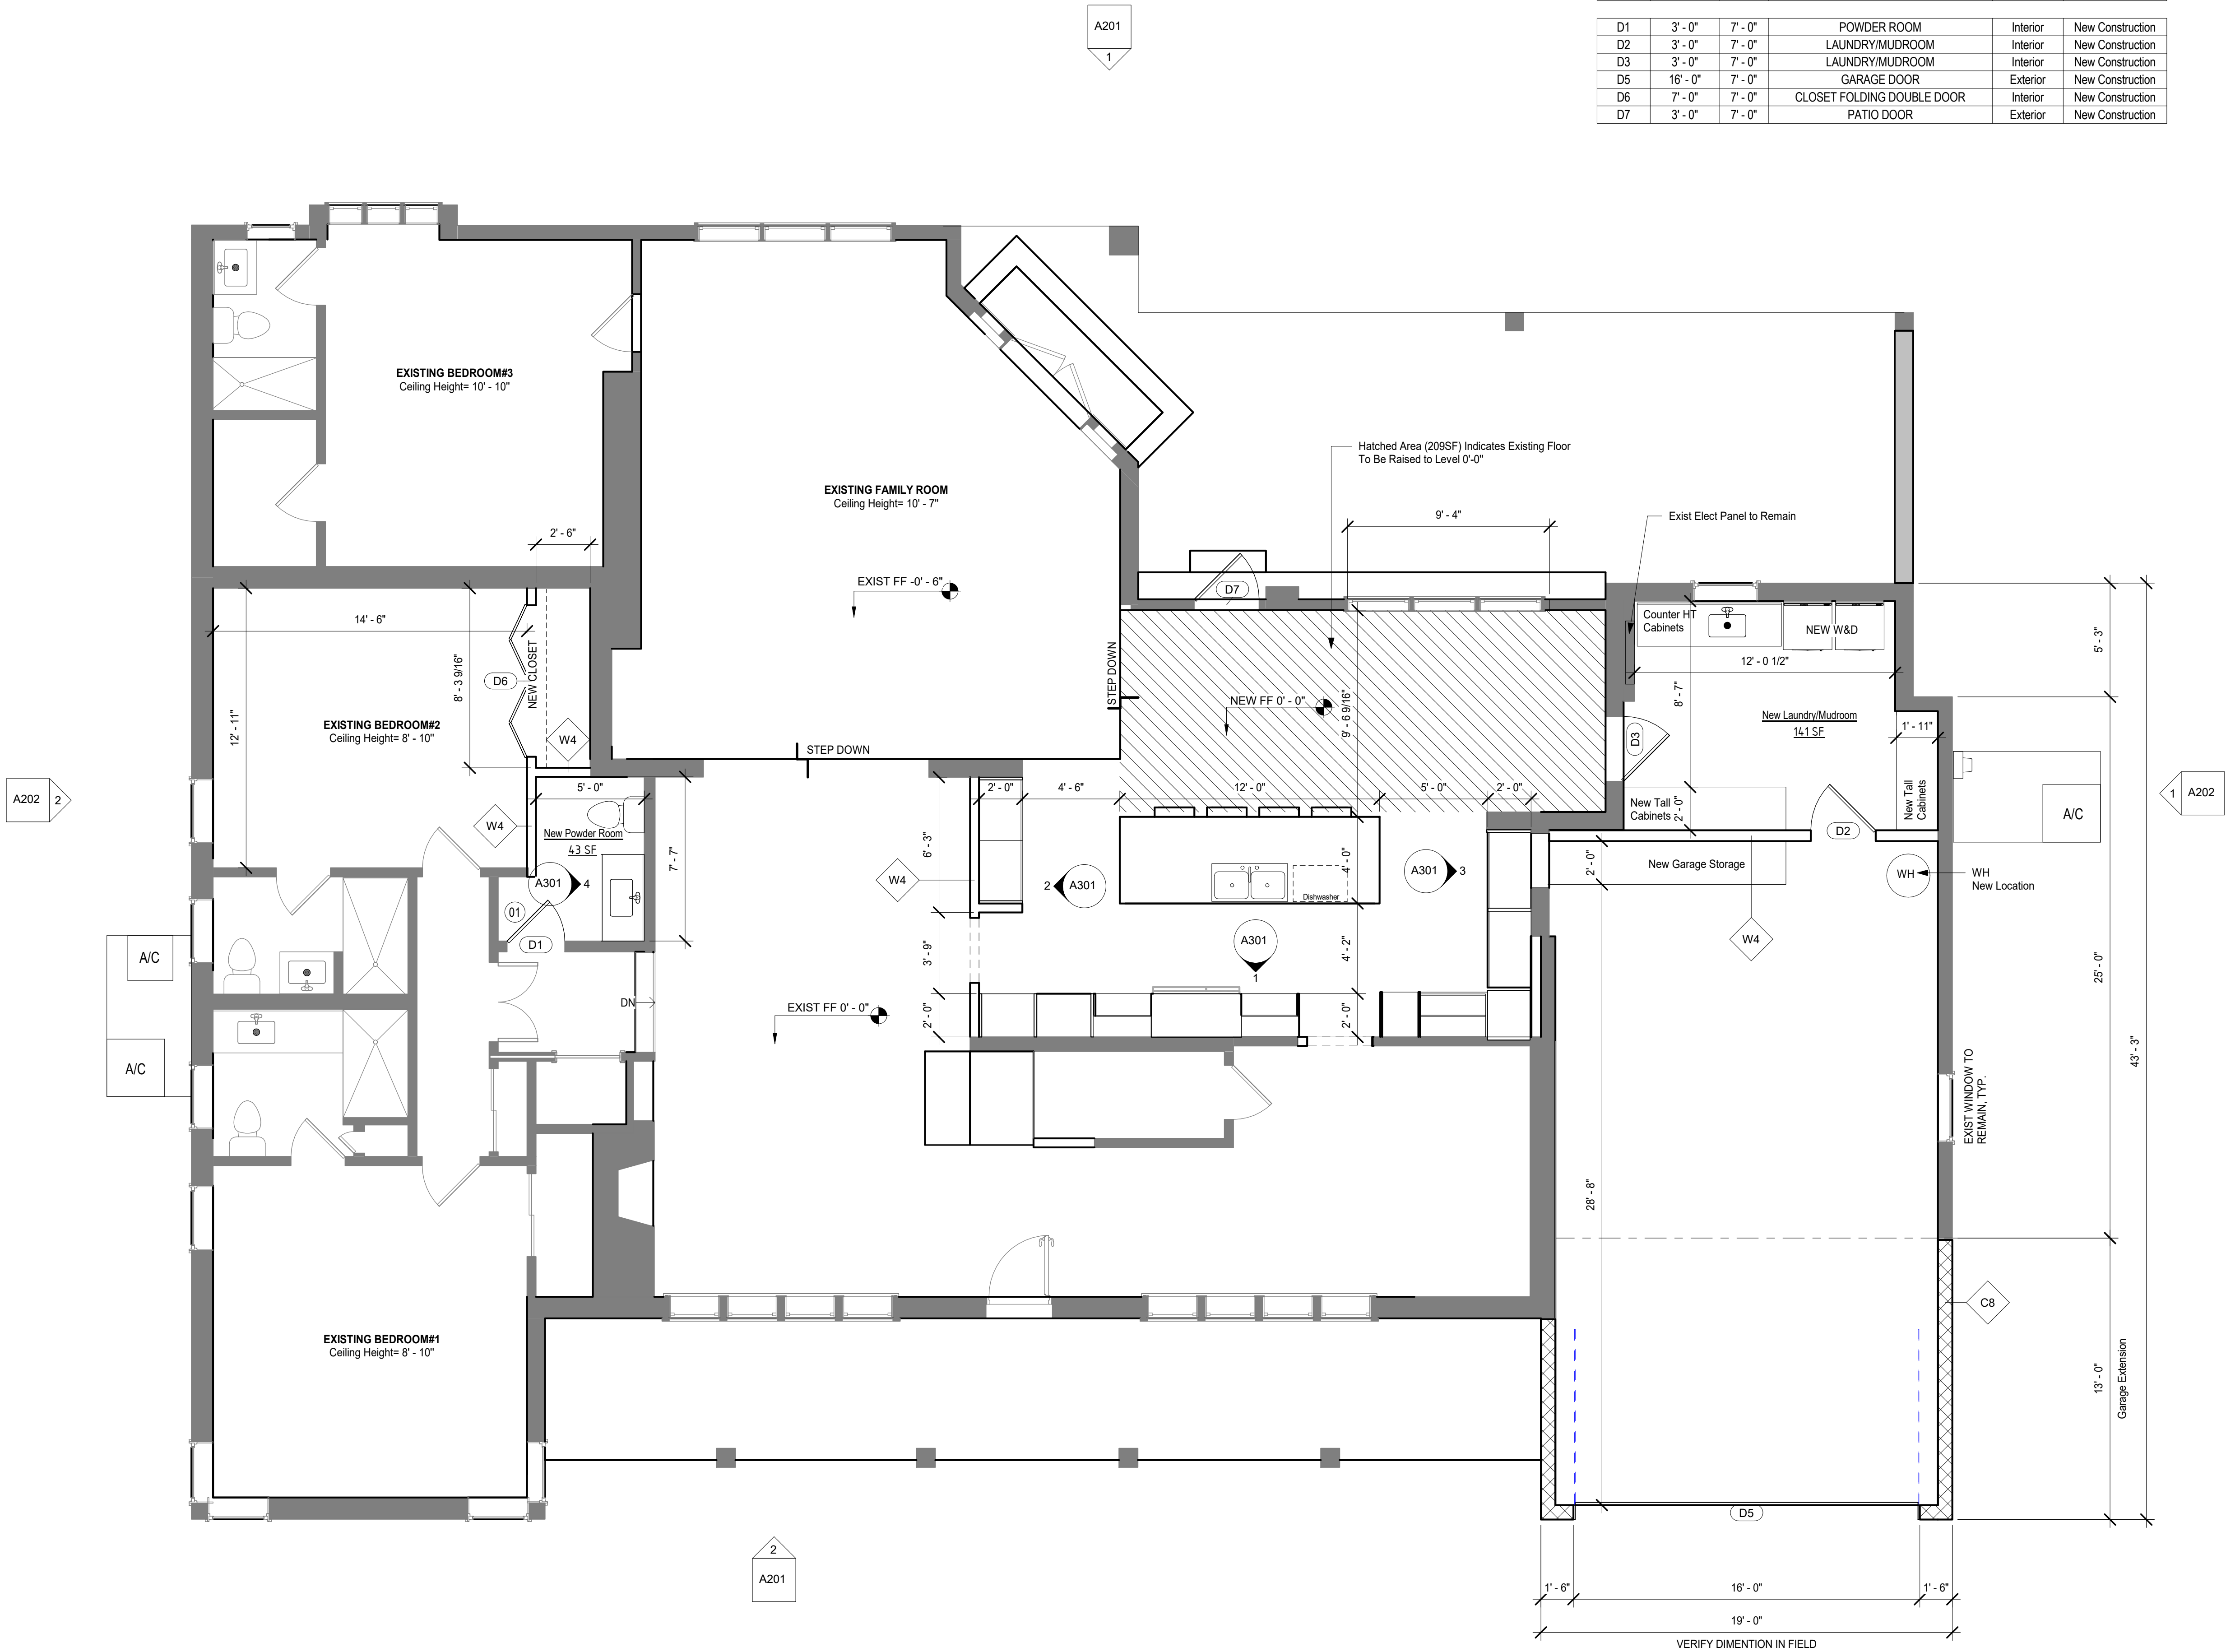 A201
1
D1 3' - 0" 7' - 0" POWDER ROOM Interior New Construction
D2 3' - 0" 7' - 0" LAUNDRY/MUDROOM Interior New Construction
D3 3' - 0" 7' - 0" LAUNDRY/MUDROOM Interior New Construction
D5 16' - 0" 7' - 0" GARAGE DOOR Exterior New Construction
D6 7' - 0" 7' - 0" CLOSET FOLDING DOUBLE DOOR Interior New Construction
D7 3' - 0" 7' - 0" PATIO DOOR Exterior New Construction
EXISTING BEDROOM#3
Ceiling Height= 10' - 10"
EXISTING FAMILY ROOM
Ceiling Height= 10' - 7"
Hatched Area (209SF) Indicates Existing Floor
To Be Raised to Level 0'-0"
9' - 4"
Exist Elect Panel to Remain
2' - 6"
EXIST FF -0' - 6"
D7
Counter HT
Cabinets
NEW W&D
12' - 0 1/2"
8' - 7"
5' - 3"
14' - 6"
8' - 3 9/16"
D6
NEW CLOSET
12' - 11"
EXISTING BEDROOM#2
Ceiling Height= 8' - 10"
W4
STEP DOWN
STEP DOWN
NEW FF 0' - 0"
9' - 6 9/16"
New Laundry/Mudroom
141 SF
1' - 11"
D3
New Tall
Cabinets
2' - 0"
New Tall
Cabinets
D2
A/C
A202
2
1
A202
5' - 0"
2' - 0"
4' - 6"
12' - 0"
5' - 0"
2' - 0"
W4
New Powder Room
43 SF
7' - 7"
6' - 3"
A301
4
01
D1
W4
2
A301
4' - 0"
Dishwasher
A301
3
2' - 0"
New Garage Storage
WH
WH
New Location
W4
A301
1
3' - 9"
4' - 2"
25' - 0"
A/C
DN
EXIST FF 0' - 0"
2' - 0"
2' - 0"
A/C
43' - 3"
EXIST WINDOW TO
REMAIN, TYP.
28' - 8"
C8
EXISTING BEDROOM#1
Ceiling Height= 8' - 10"
13' - 0"
Garage Extension
D5
2
A201
1' - 6"
16' - 0"
1' - 6"
19' - 0"
VERIFY DIMENTION IN FIELD